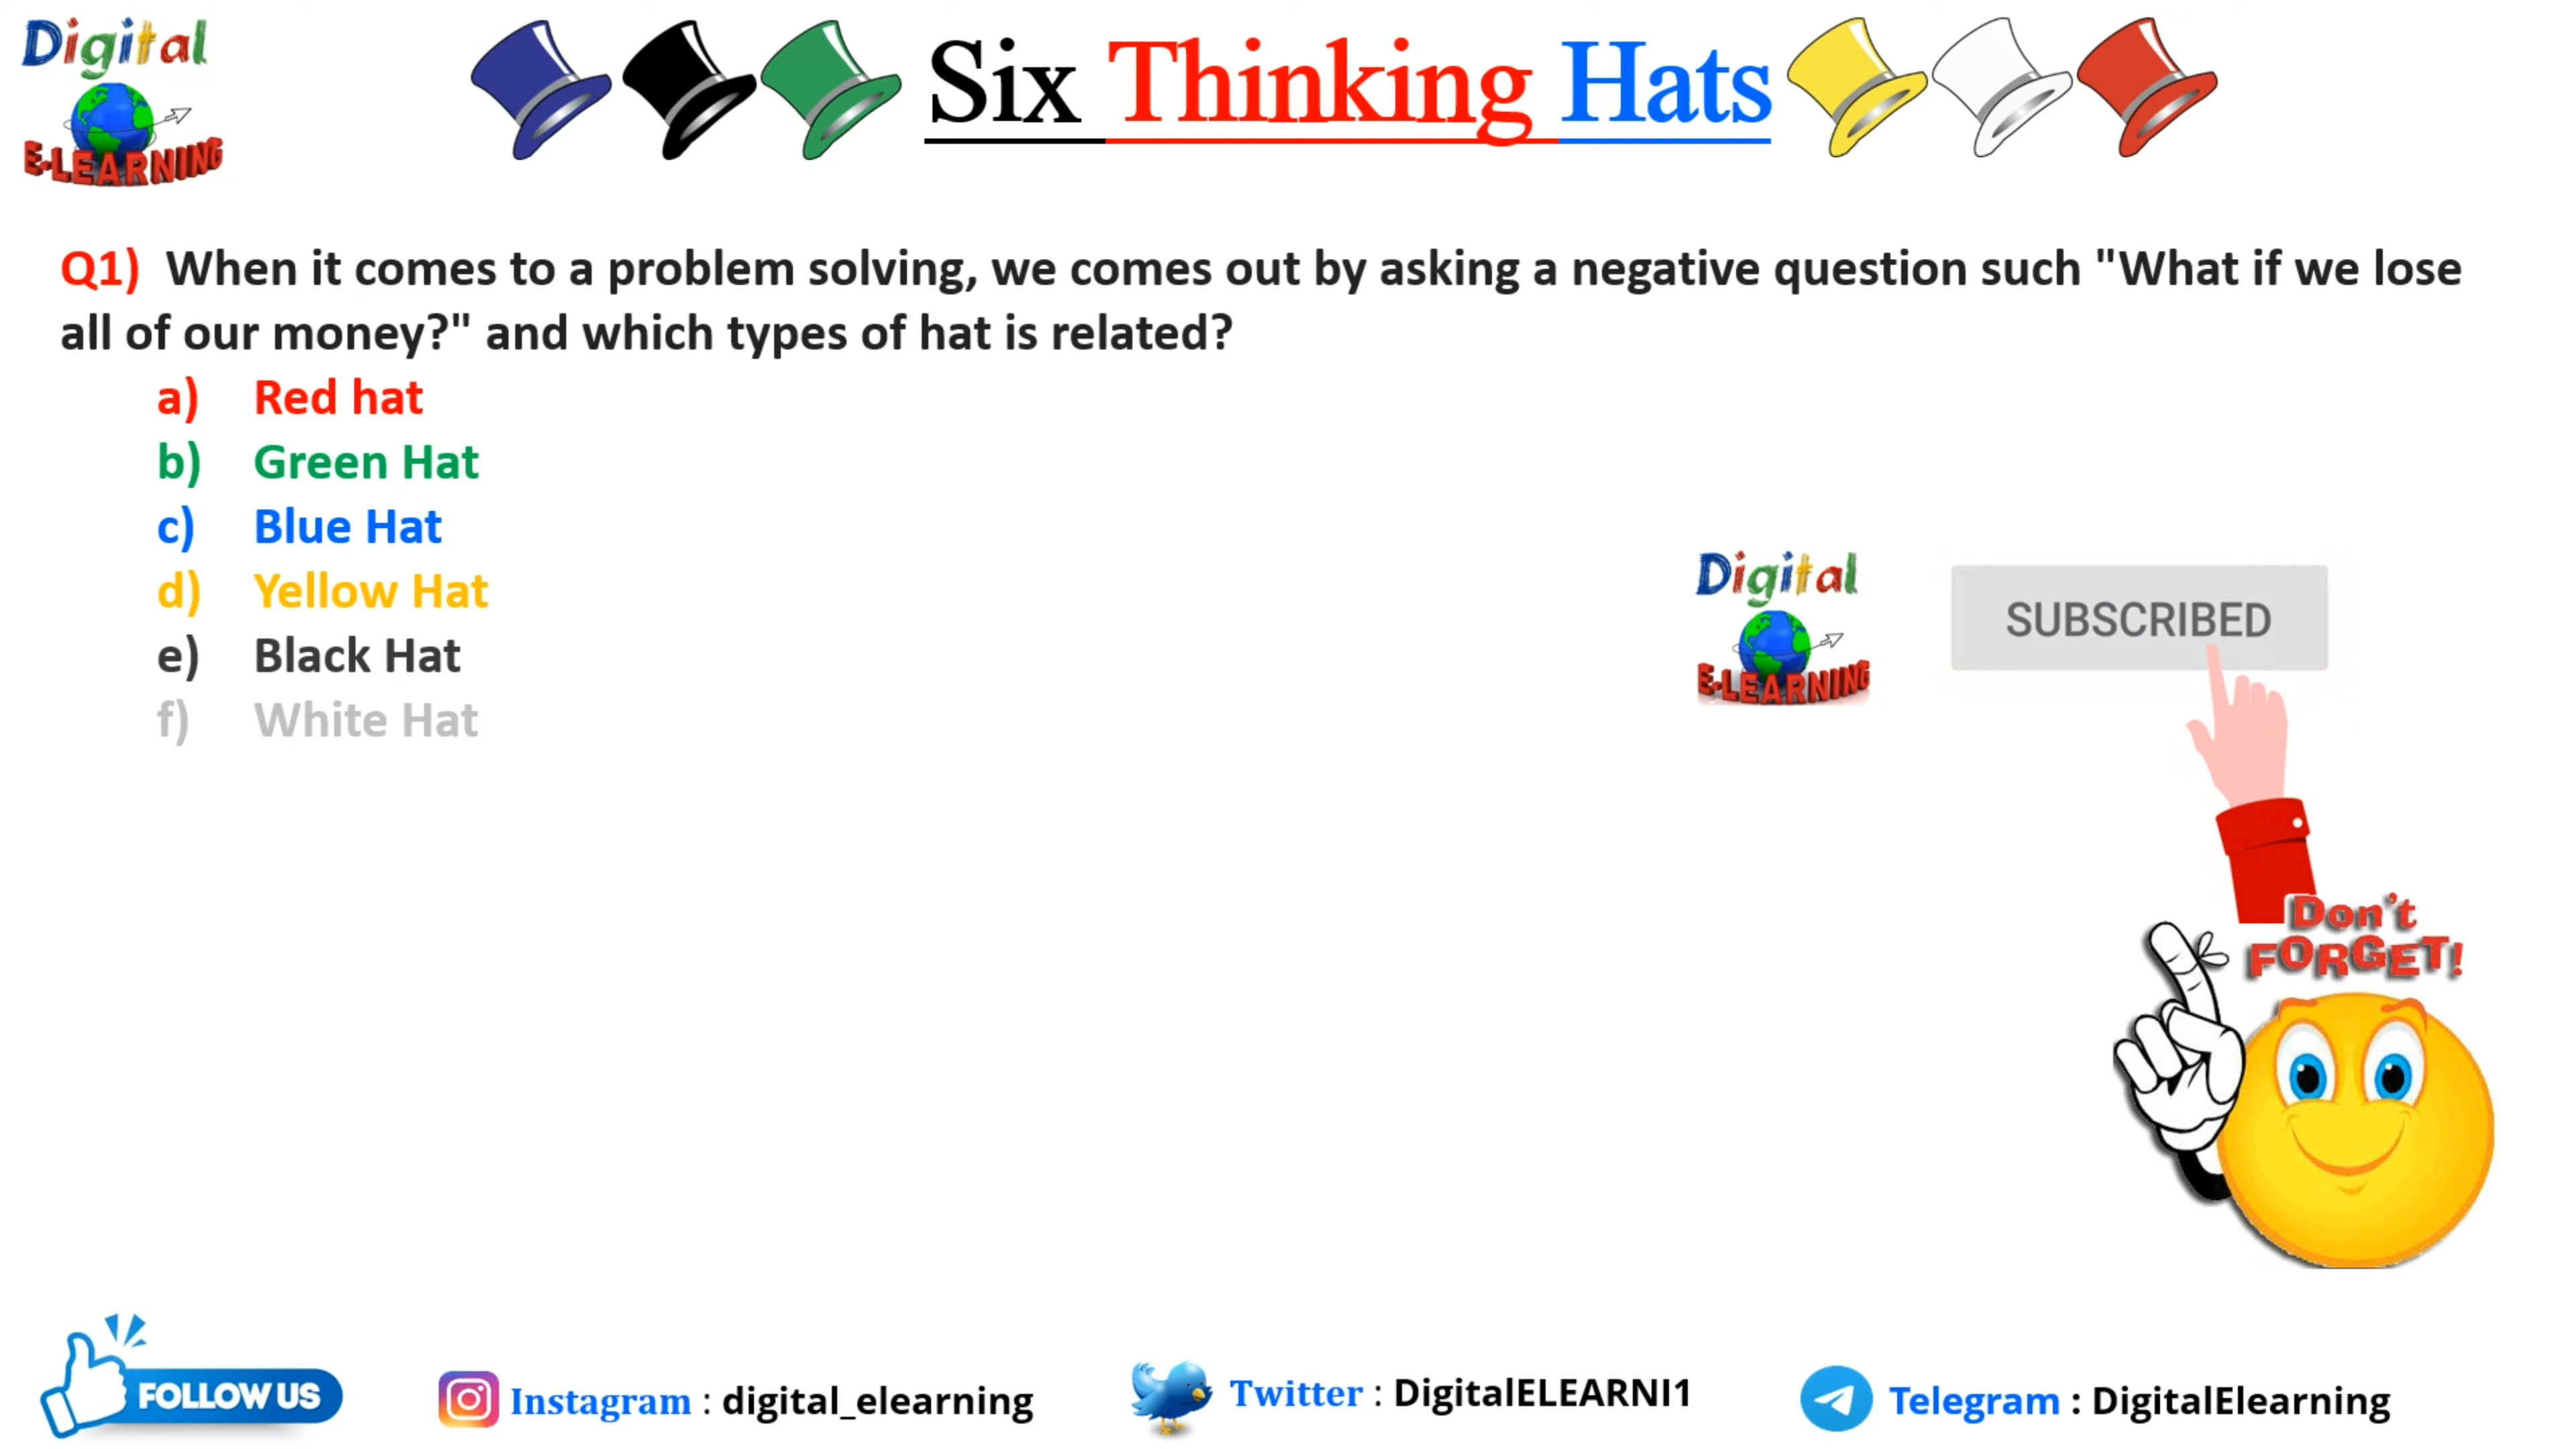 Digital
E-LEARNING
Six Thinking Hats
Q1) When it comes to a problem solving, we comes out by asking a negative question such "What if we lose
all of our money?" and which types of hat is related?
a) Red hat
b) Green Hat
c) Blue Hat
d) Yellow Hat
e) Black Hat
f) White Hat
Digital
E-LEARNING
SUBSCRIBED
Don't
FORGET!
FOLLOW US
Instagram : digital_elearning
Twitter : DigitalELEARNI1
Telegram : DigitalElearning